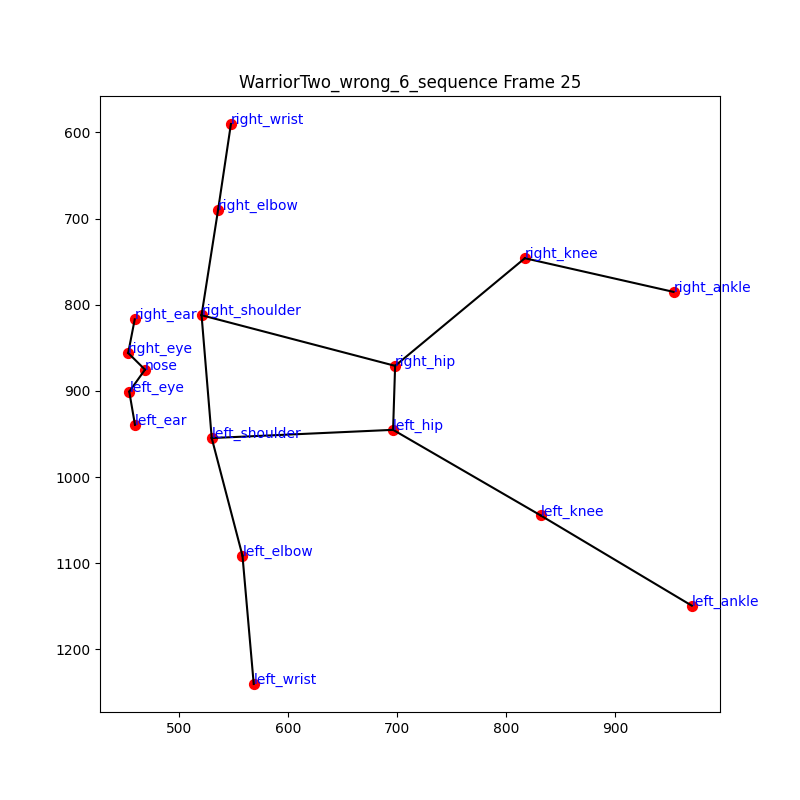 WarriorTwo_wrong_6_sequence Frame 25
600
right_wrist
700
right_elbow
right_knee
right_ankle
800
right_ear
right_shoulder
right_eye
nose
right_hip
900
left_eye
left_ear
left_shoulder
left_hip
1000
left_knee
left_elbow
1100
left_ankle
1200
left_wrist
500 600 700 800 900